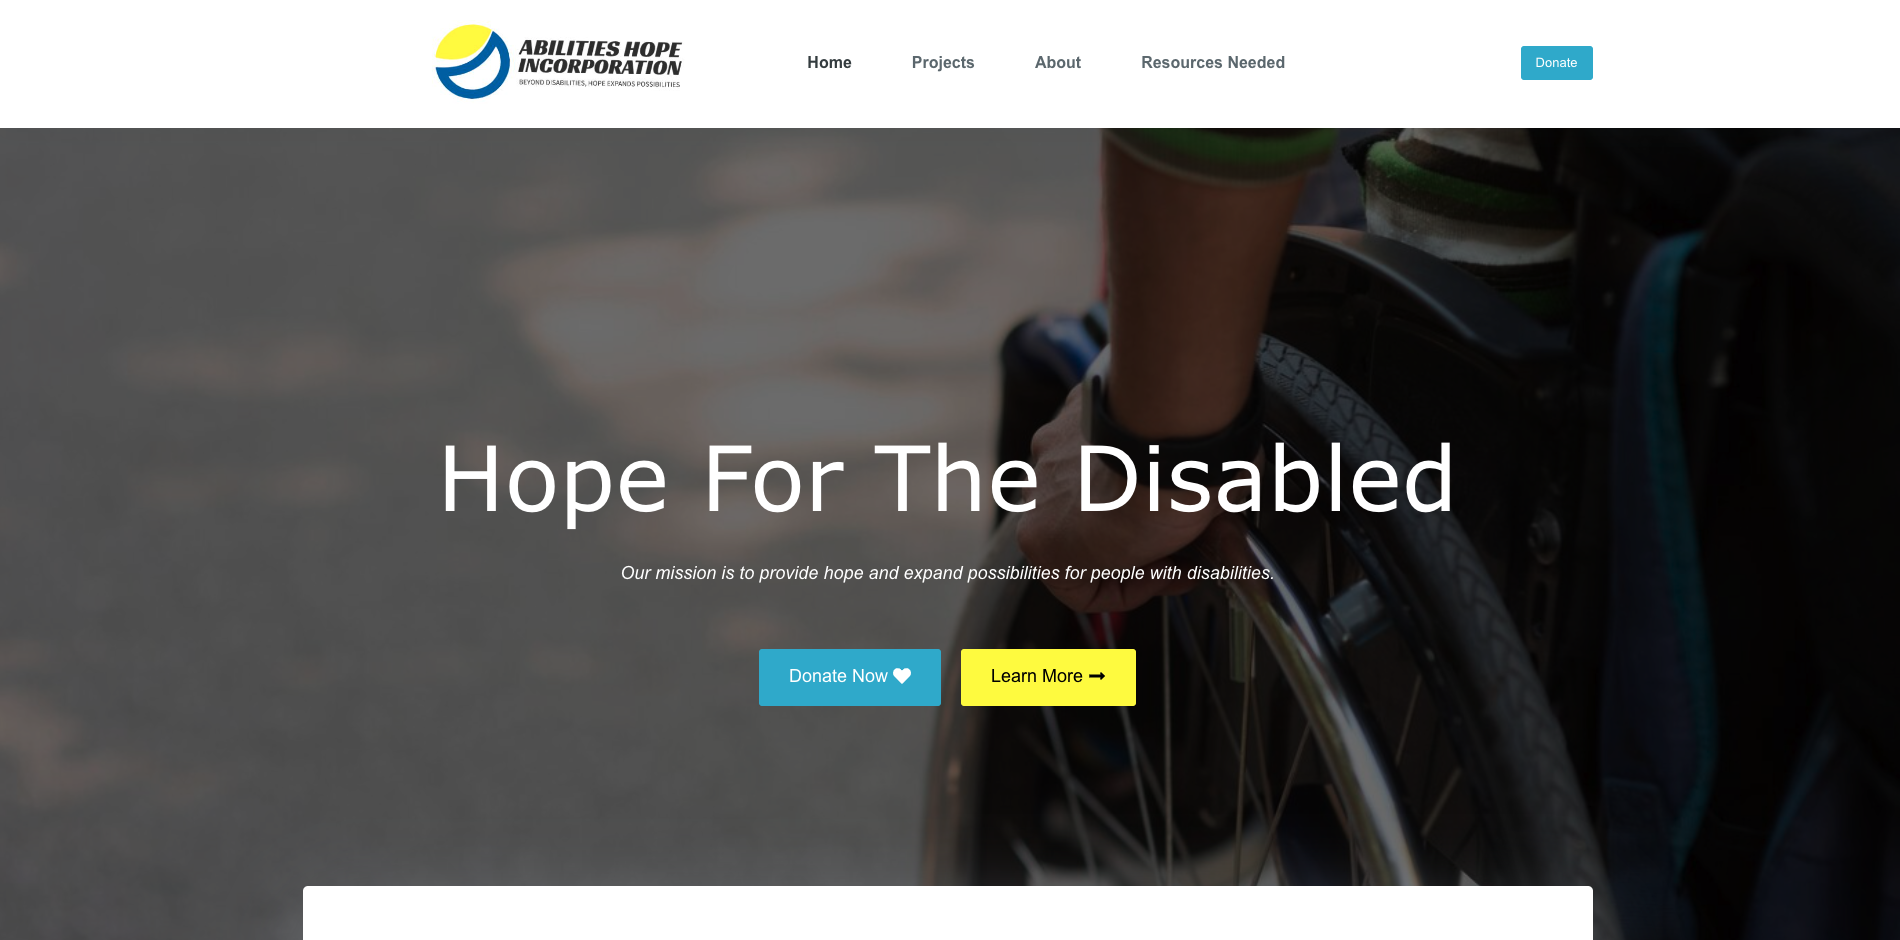 ABILITIES HOPE
INCORPORATION
BEYOND DISABILITIES, HOPE EXPANDS POSSIBILITIES
Home Projects About Resources Needed Donate
Hope For The Disabled
Our mission is to provide hope and expand possibilities for people with disabilities.
Donate Now Learn More